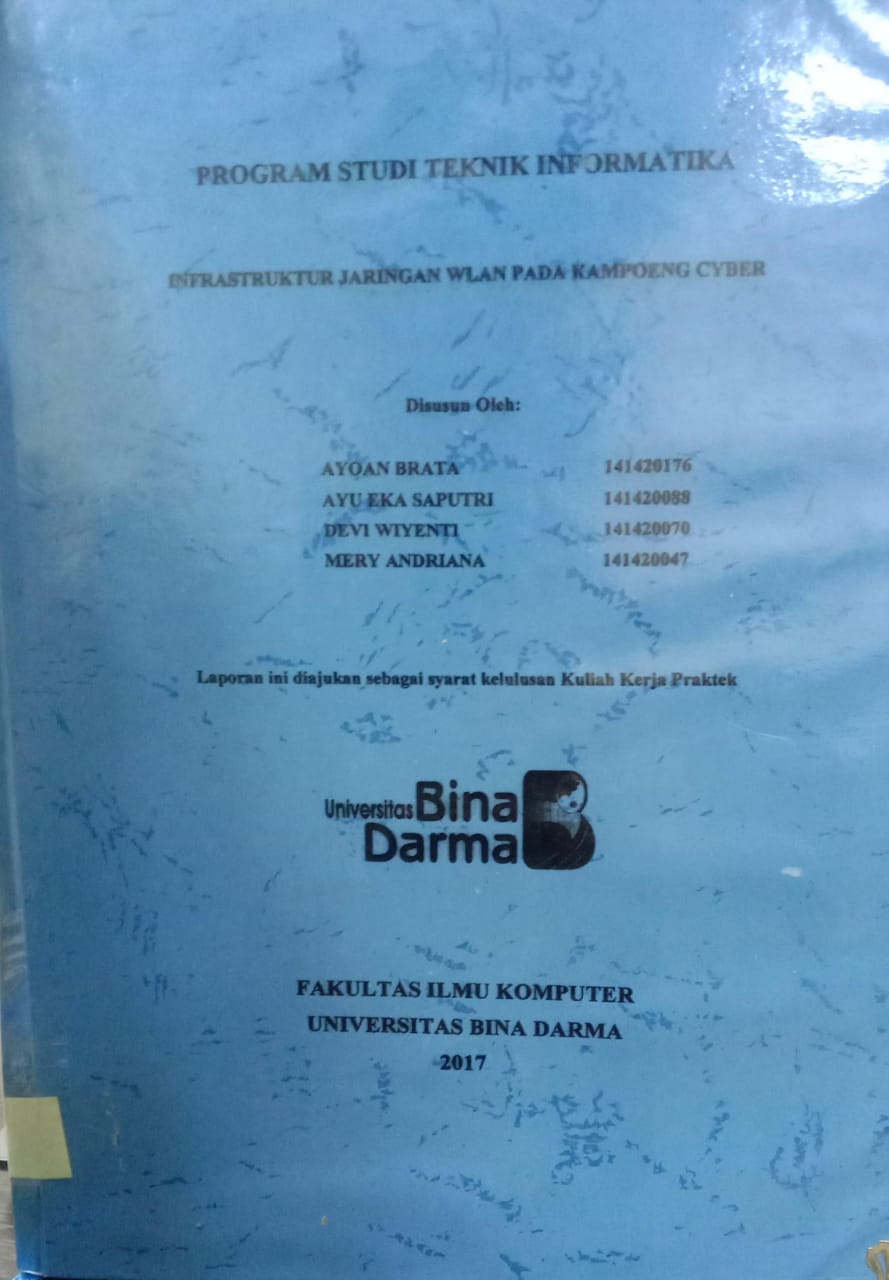 PROGRAM STUDI TEKNIK INFORMATIKA
INFRASTRUKTUR JARINGAN WLAN PADA KAMPOENG CYBER
Disusun Oleh:
AYOAN BRATA 141420176
AYU EKA SAPUTRI 141420088
DEVI WIYENTI 141420070
MERY ANDRIANA 141420047
Laporan ini diajukan sebagai syarat kelulusan Kuliah Kerja Praktek
Universitas Bina
Darma
FAKULTAS ILMU KOMPUTER
UNIVERSITAS BINA DARMA
2017